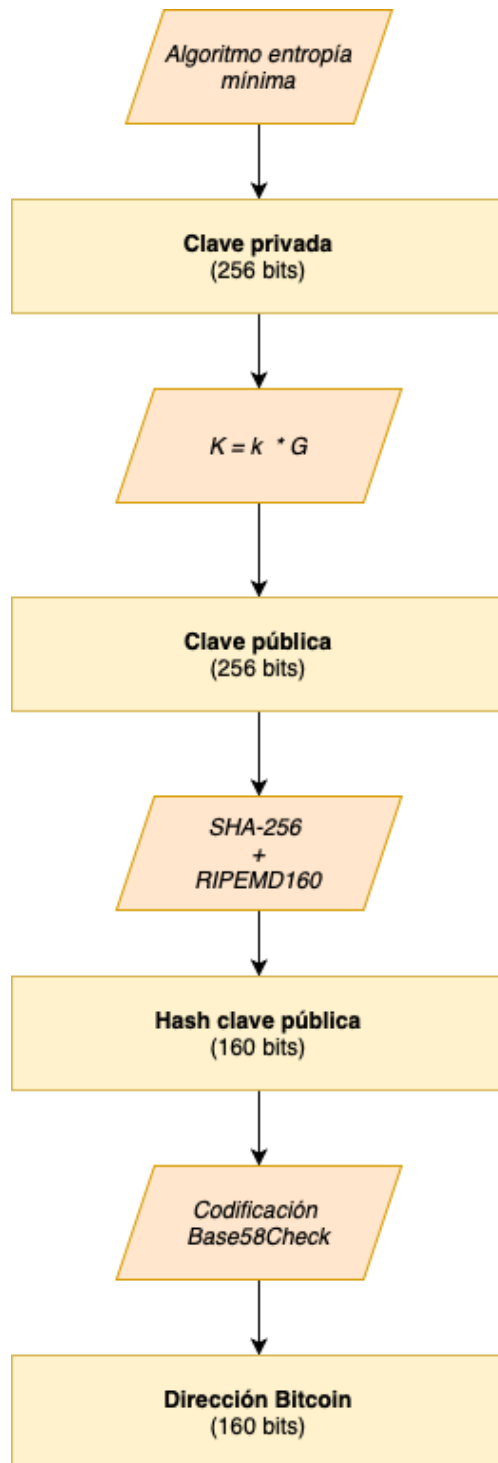 Algoritmo entropía
mínima
Clave privada
(256 bits)
K = k * G
Clave pública
(256 bits)
SHA-256
+
RIPEMD160
Hash clave pública
(160 bits)
Codificación
Base58Check
Dirección Bitcoin
(160 bits)